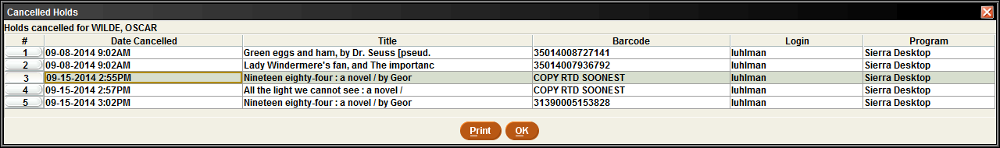 Cancelled Holds
Holds cancelled for WILDE, OSCAR
# Date Cancelled Title Barcode Login Program
1 09-08-2014 9:02AM Green eggs and ham, by Dr. Seuss [pseud. 35014008727141 luhlman Sierra Desktop
2 09-08-2014 9:02AM Lady Windermere's fan, and The importanc 35014007936792 luhlman Sierra Desktop
3 09-15-2014 2:55PM Nineteen eighty-four : a novel / by Geor COPY RTD SOONEST luhlman Sierra Desktop
4 09-15-2014 2:57PM All the light we cannot see : a novel / COPY RTD SOONEST luhlman Sierra Desktop
5 09-15-2014 3:02PM Nineteen eighty-four : a novel / by Geor 31390005153828 luhlman Sierra Desktop
Print OK